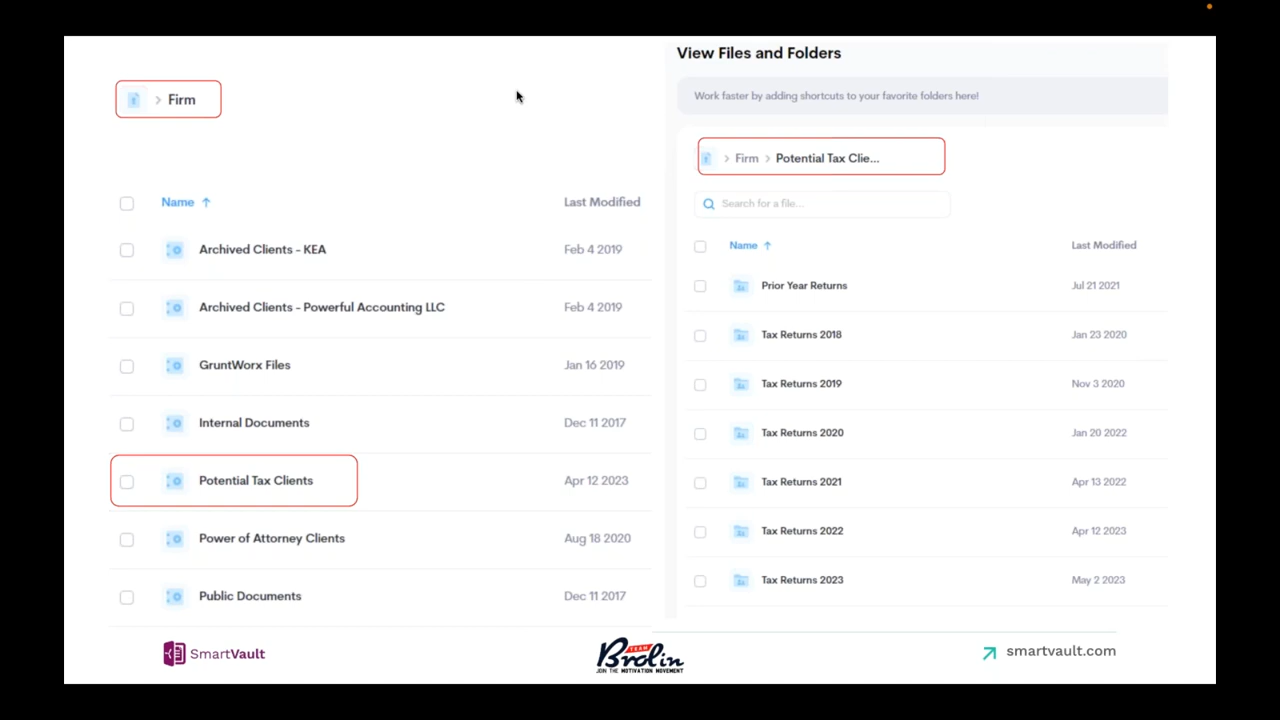 > Firm
Name ↑ Last Modified
Archived Clients - KEA Feb 4 2019
Archived Clients - Powerful Accounting LLC Feb 4 2019
GruntWorx Files Jan 16 2019
Internal Documents Dec 11 2017
Potential Tax Clients Apr 12 2023
Power of Attorney Clients Aug 18 2020
Public Documents Dec 11 2017
View Files and Folders
Work faster by adding shortcuts to your favorite folders here!
> Firm > Potential Tax Clie...
Search for a file...
Name ↑ Last Modified
Prior Year Returns Jul 21 2021
Tax Returns 2018 Jan 23 2020
Tax Returns 2019 Nov 3 2020
Tax Returns 2020 Jan 20 2022
Tax Returns 2021 Apr 13 2022
Tax Returns 2022 Apr 12 2023
Tax Returns 2023 May 2 2023
SmartVault
TEAM
Brolin
JOIN THE MOTIVATION MOVEMENT
smartvault.com